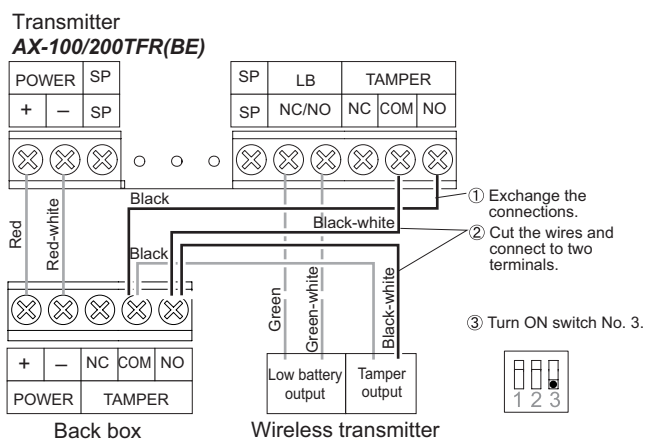 Transmitter
AX-100/200TFR(BE)
POWER SP
+ – SP
SP LB TAMPER
SP NC/NO NC COM NO
Black
① Exchange the
connections.
Black-white
② Cut the wires and
connect to two
terminals.
Red
Red-white
Black
Green
Green-white
Black-white
③ Turn ON switch No. 3.
1 2 3
+ – NC COM NO
POWER TAMPER
Low battery
output
Tamper
output
Back box
Wireless transmitter